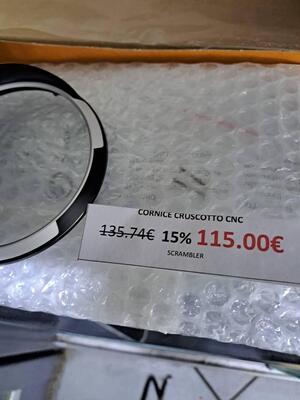 CORNICE CRUSCOTTO CNC
135.74€ 15% 115.00€
SCRAMBLER